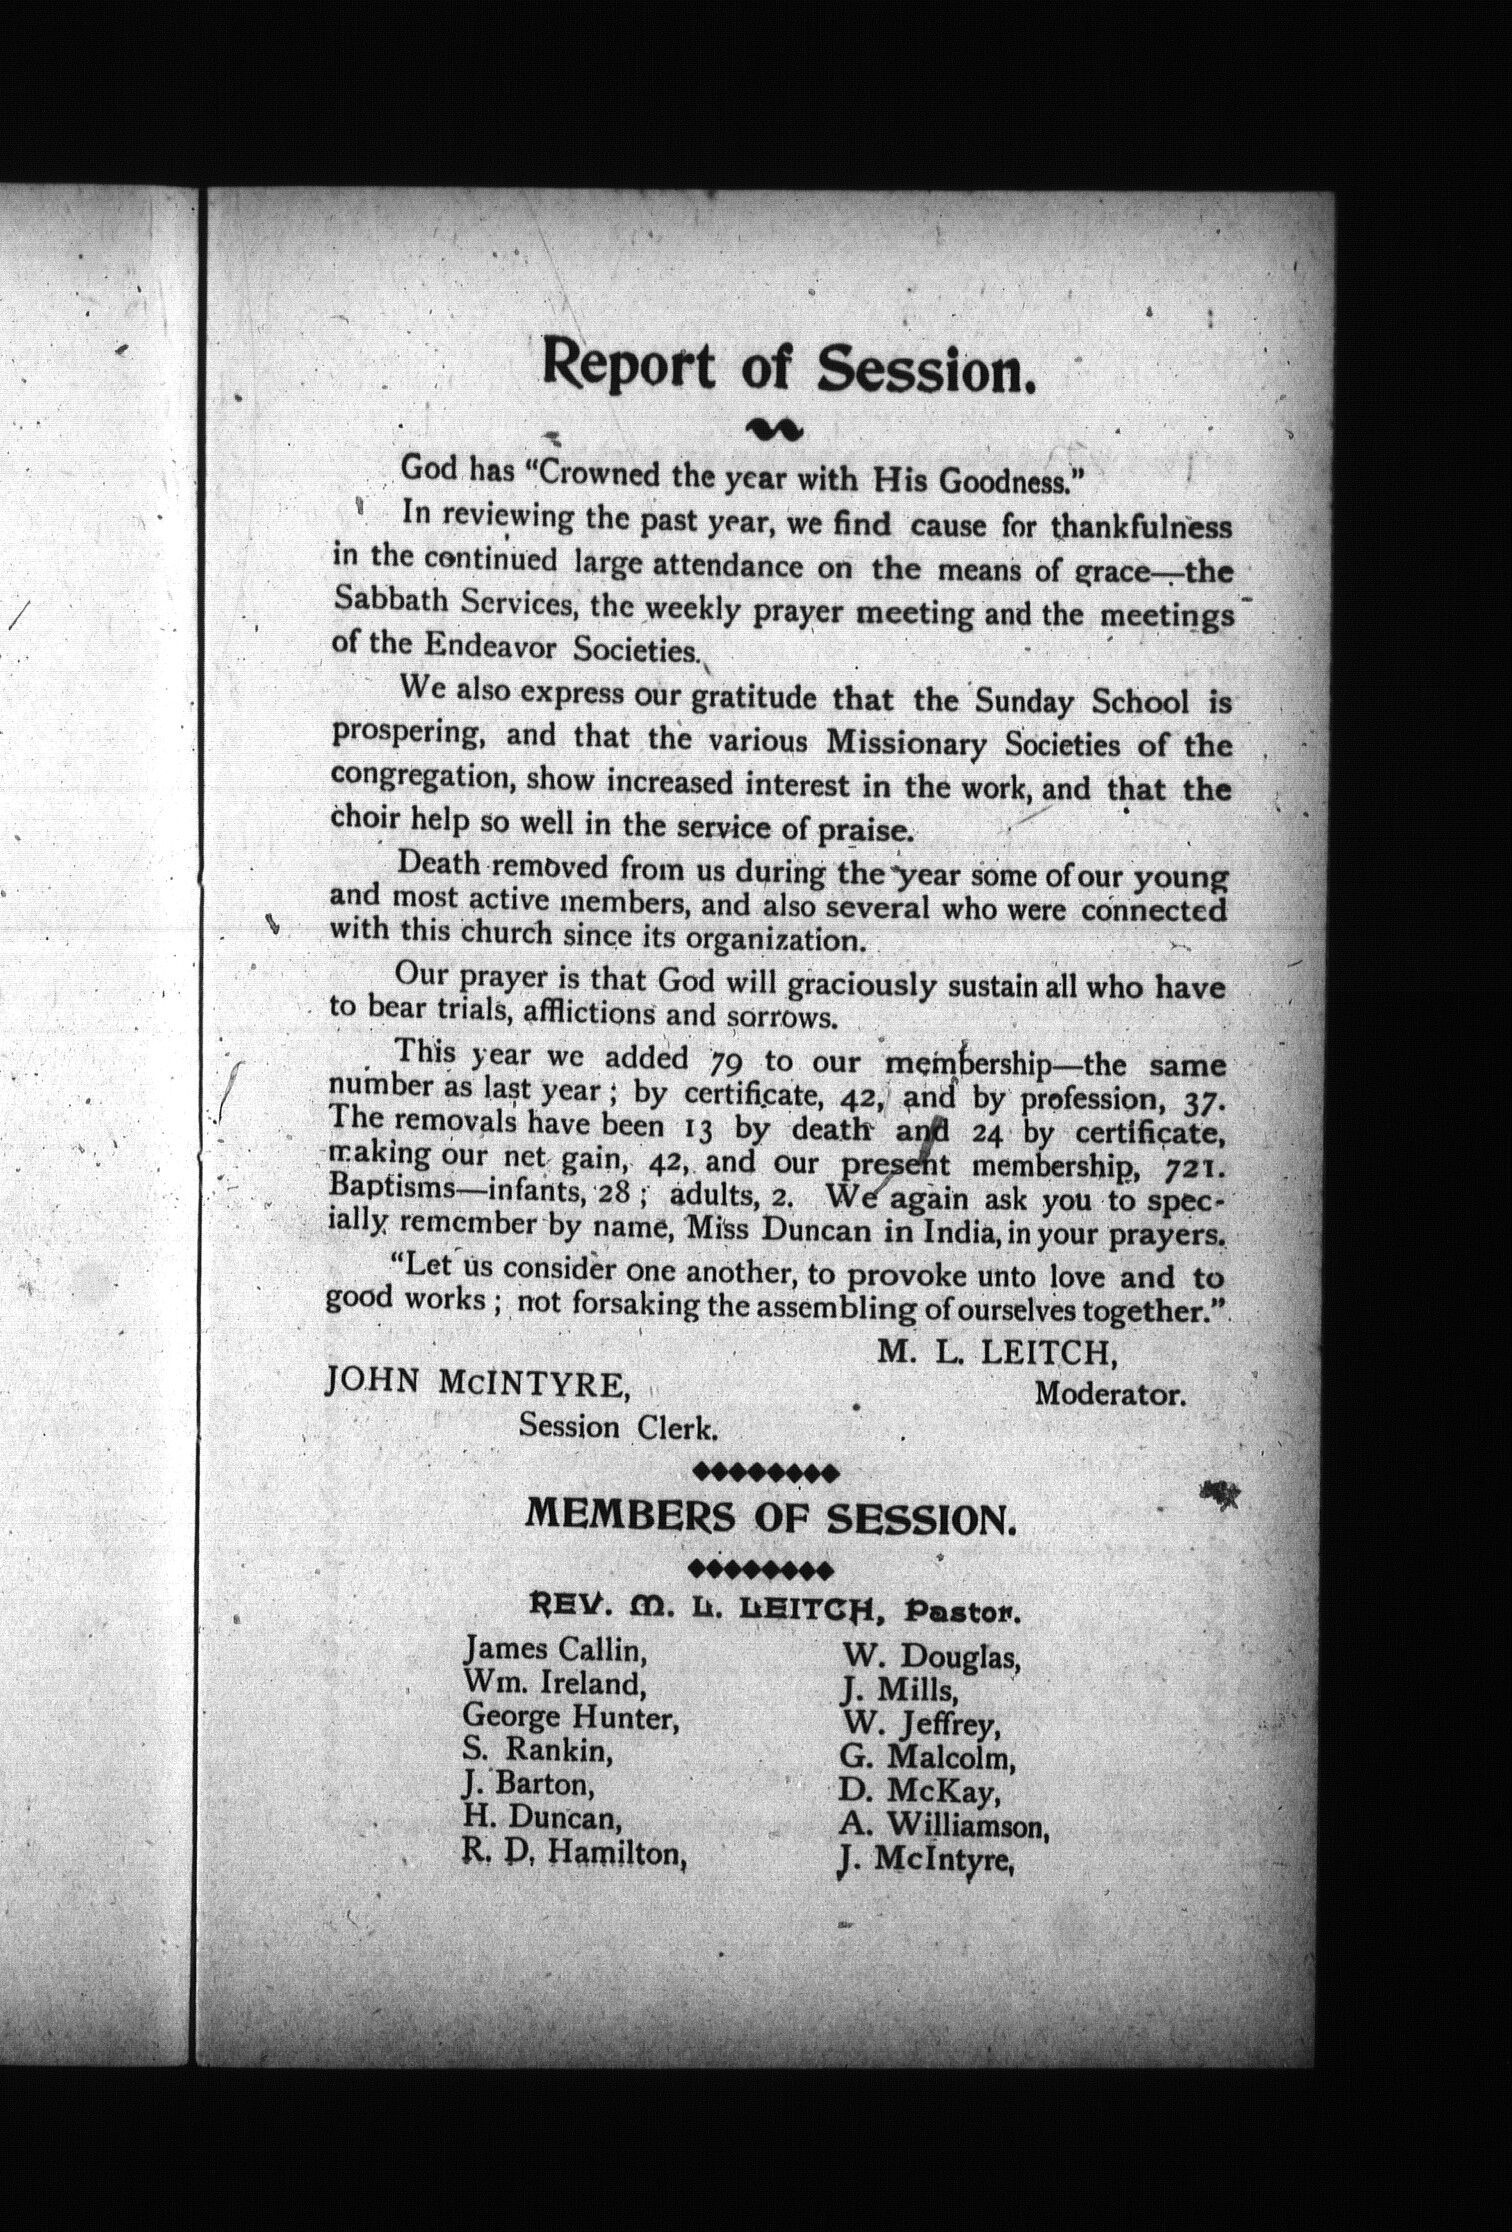 Report of Session.
God has “Crowned the year with His Goodness.”
In reviewing the past year, we find cause for thankfulness
in the continued large attendance on the means of grace—the
Sabbath Services, the weekly prayer meeting and the meetings
of the Endeavor Societies.
We also express our gratitude that the Sunday School is
prospering, and that the various Missionary Societies of the
congregation, show increased interest in the work, and that the
choir help so well in the service of praise.
Death removed from us during the year some of our young
and most active members, and also several who were connected
with this church since its organization.
Our prayer is that God will graciously sustain all who have
to bear trials, afflictions and sorrows.
This year we added 79 to our membership—the same
number as last year ; by certificate, 42, and by profession, 37.
The removals have been 13 by death and 24 by certificate,
making our net gain, 42, and our present membership, 721.
Baptisms—infants, 28 ; adults, 2. We again ask you to spec-
ially remember by name, Miss Duncan in India, in your prayers.
“Let us consider one another, to provoke unto love and to
good works ; not forsaking the assembling of ourselves together.”
M. L. LEITCH,
Moderator.
JOHN McINTYRE,
Session Clerk.
MEMBERS OF SESSION.
REV. M. L. LEITCH, Pastor.
James Callin,
Wm. Ireland,
George Hunter,
S. Rankin,
J. Barton,
H. Duncan,
R. D. Hamilton,
W. Douglas,
J. Mills,
W. Jeffrey,
G. Malcolm,
D. McKay,
A. Williamson,
J. McIntyre,